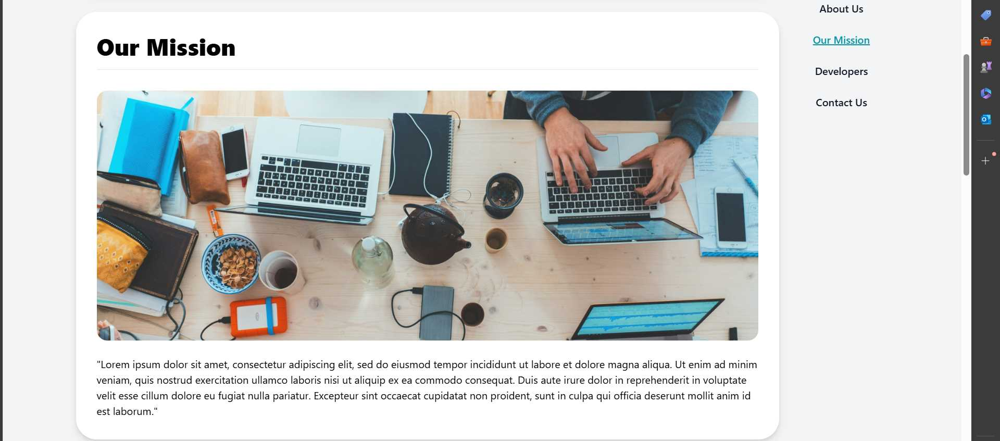 Our Mission
"Lorem ipsum dolor sit amet, consectetur adipiscing elit, sed do eiusmod tempor incididunt ut labore et dolore magna aliqua. Ut enim ad minim
veniam, quis nostrud exercitation ullamco laboris nisi ut aliquip ex ea commodo consequat. Duis aute irure dolor in reprehenderit in voluptate
velit esse cillum dolore eu fugiat nulla pariatur. Excepteur sint occaecat cupidatat non proident, sunt in culpa qui officia deserunt mollit anim id
est laborum."
About Us
Our Mission
Developers
Contact Us